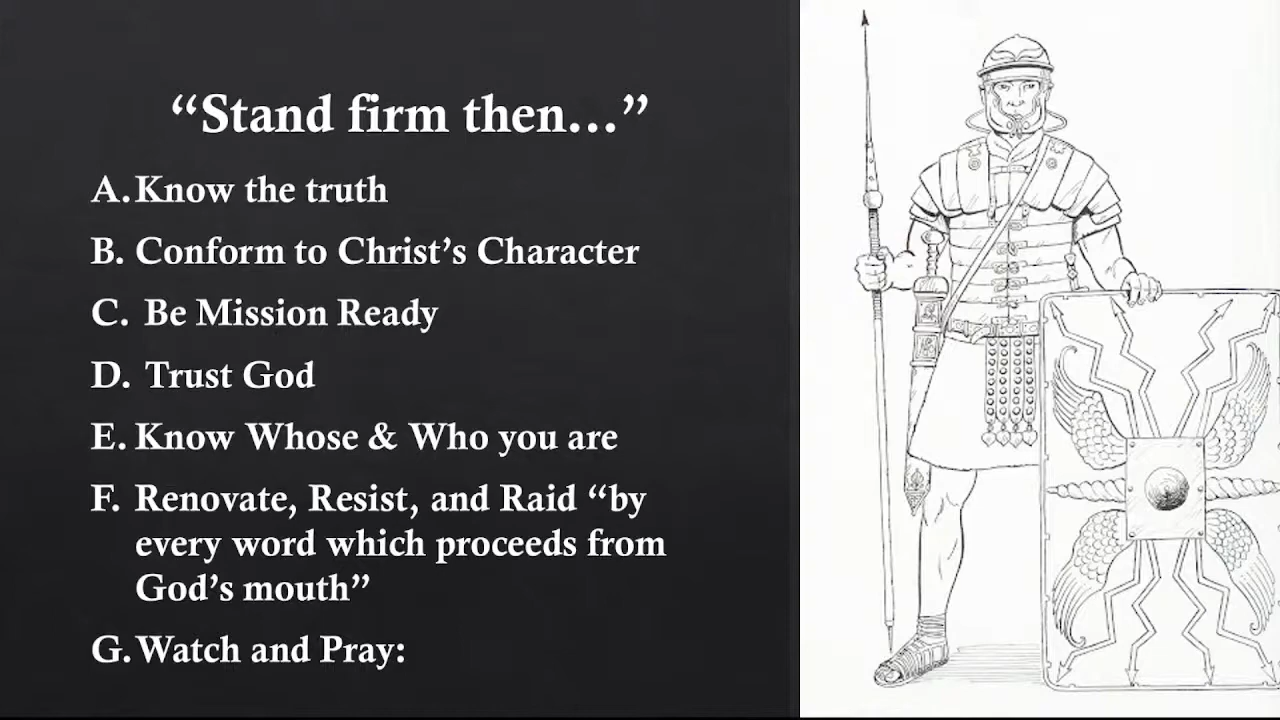 “Stand firm then…”
A. Know the truth
B. Conform to Christ’s Character
C. Be Mission Ready
D. Trust God
E. Know Whose & Who you are
F. Renovate, Resist, and Raid “by
every word which proceeds from
God’s mouth”
G. Watch and Pray: